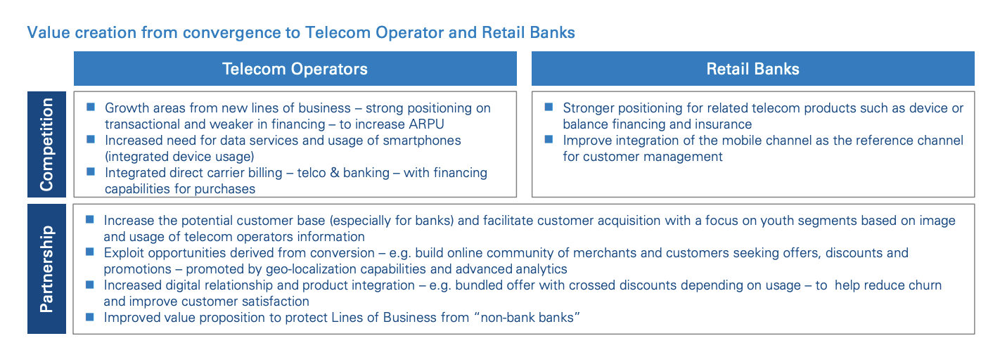 Value creation from convergence to Telecom Operator and Retail Banks
Telecom Operators
Retail Banks
Competition
Growth areas from new lines of business – strong positioning on
transactional and weaker in financing – to increase ARPU
Increased need for data services and usage of smartphones
(integrated device usage)
Integrated direct carrier billing – telco & banking – with financing
capabilities for purchases
Stronger positioning for related telecom products such as device or
balance financing and insurance
Improve integration of the mobile channel as the reference channel
for customer management
Partnership
Increase the potential customer base (especially for banks) and facilitate customer acquisition with a focus on youth segments based on image
and usage of telecom operators information
Exploit opportunities derived from conversion – e.g. build online community of merchants and customers seeking offers, discounts and
promotions – promoted by geo-localization capabilities and advanced analytics
Increased digital relationship and product integration – e.g. bundled offer with crossed discounts depending on usage – to help reduce churn
and improve customer satisfaction
Improved value proposition to protect Lines of Business from “non-bank banks”